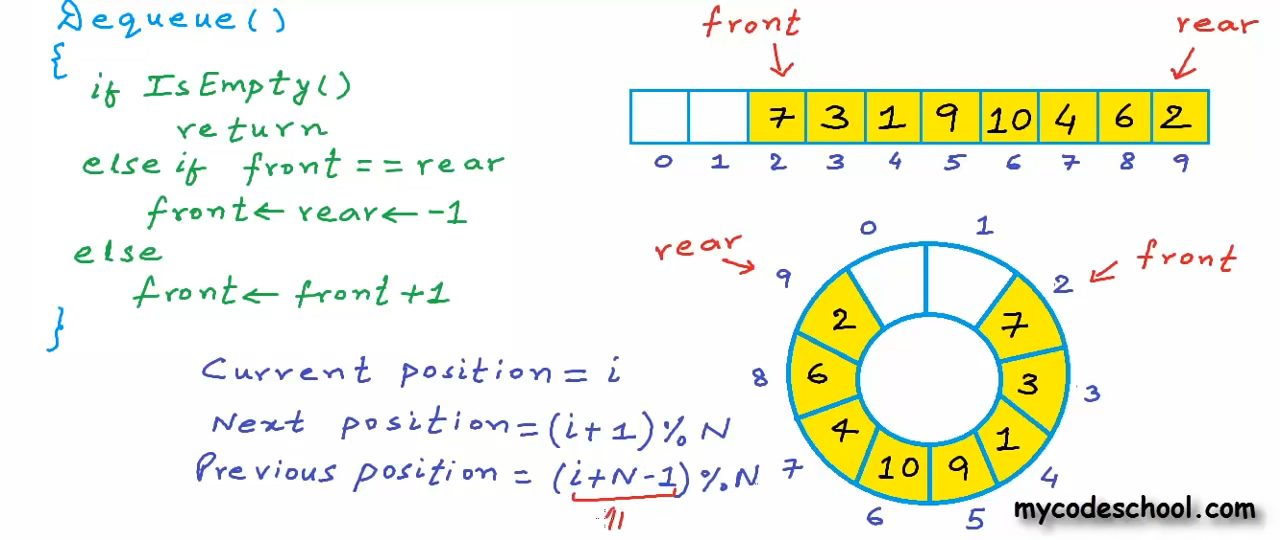 Dequeue()
{
if IsEmpty()
return
else if front == rear
front ← rear ← -1
else
front ← front +1
}
front
rear
7 3 1 9 10 4 6 2
0 1 2 3 4 5 6 7 8 9
rear
front
0
1
2
3
4
5
6
7
8
9
7
3
1
9
10
4
6
2
Current position = i
Next position = (i+1)%N
Previous position = (i+N-1)%N
mycodeschool.com